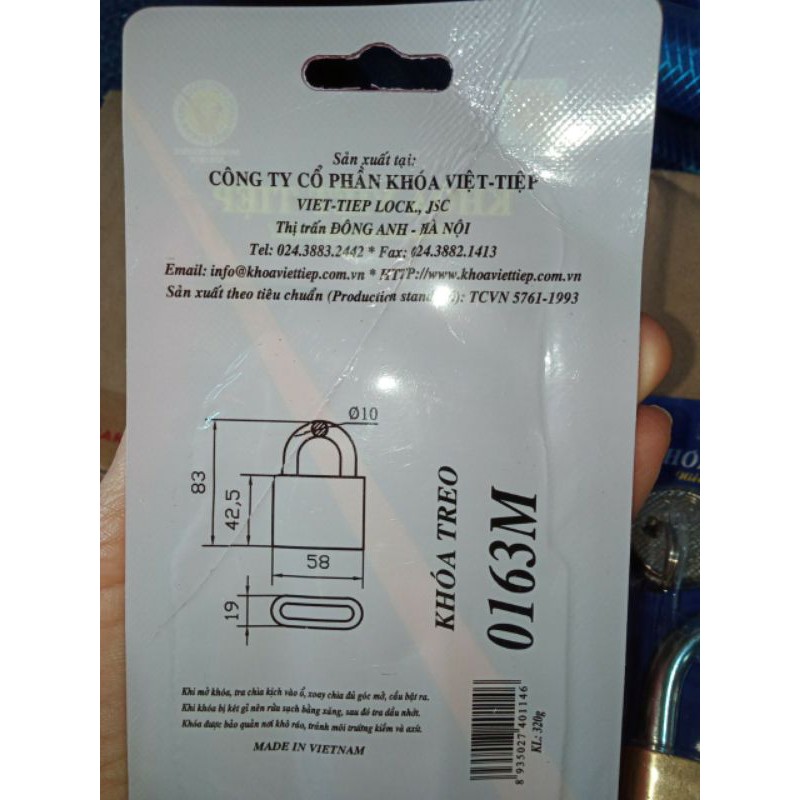 Sản xuất tại:
CÔNG TY CỔ PHẦN KHÓA VIỆT-TIỆP
VIET-TIEP LOCK., JSC
Thị trấn ĐÔNG ANH - HÀ NỘI
Tel: 024.3883.2442 * Fax: 024.3882.1413
Email: info@khoaviettiep.com.vn * HTTP://www.khoaviettiep.com.vn
Sản xuất theo tiêu chuẩn (Production standard): TCVN 5761-1993
Ø10
83
42,5
58
19
KHÓA TREO
0163M
Khi mở khóa, tra chìa kịch vào ổ, xoay chìa đủ góc mở, cầu bật ra.
Khi khóa bị kẹt gỉ nên rửa sạch bằng xăng, sau đó tra dầu nhớt.
Khóa được bảo quản nơi khô ráo, tránh môi trường kiềm và axít.
MADE IN VIETNAM
8 935027 401146
KL: 320g